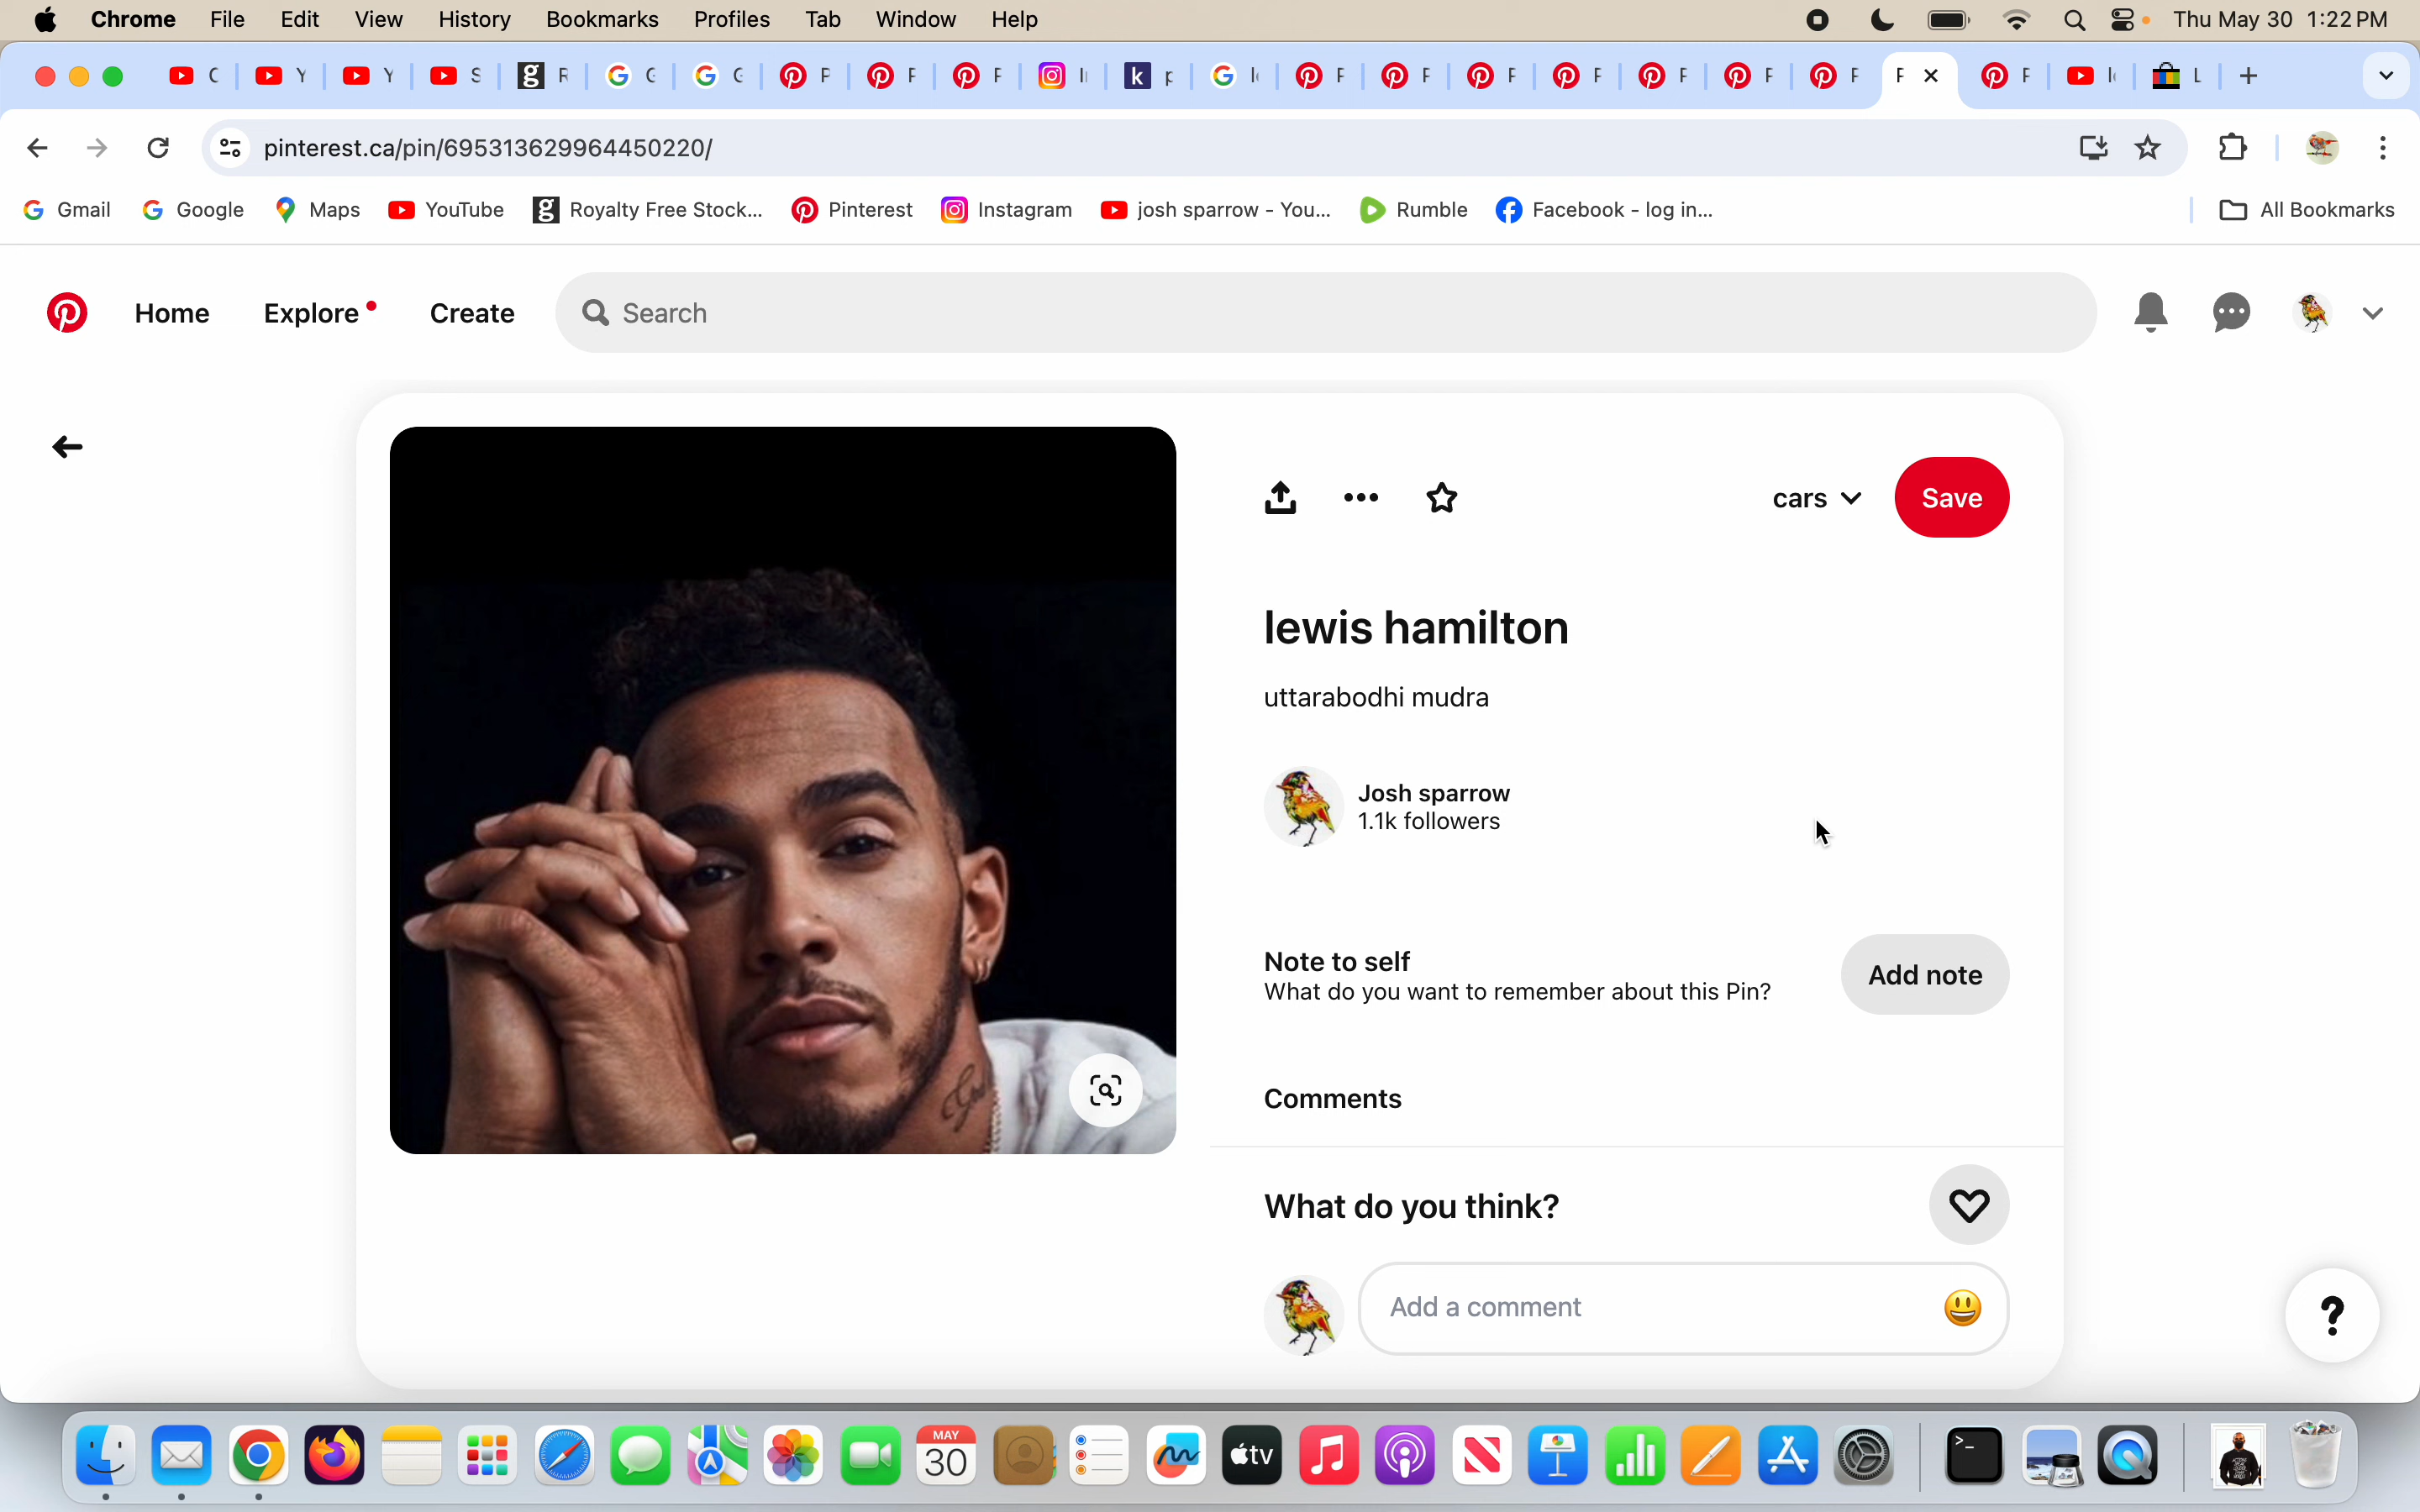 Chrome File Edit View History Bookmarks Profiles Tab Window Help Thu May 30 1:22 PM
pinterest.ca/pin/695313629964450220/
Gmail Google Maps YouTube Royalty Free Stock... Pinterest Instagram josh sparrow - You... Rumble Facebook - log in... All Bookmarks
Home Explore Create Search
cars Save
lewis hamilton
uttarabodhi mudra
Josh sparrow
1.1k followers
Note to self
What do you want to remember about this Pin?
Add note
Comments
What do you think?
Add a comment
?
MAY
30
tv